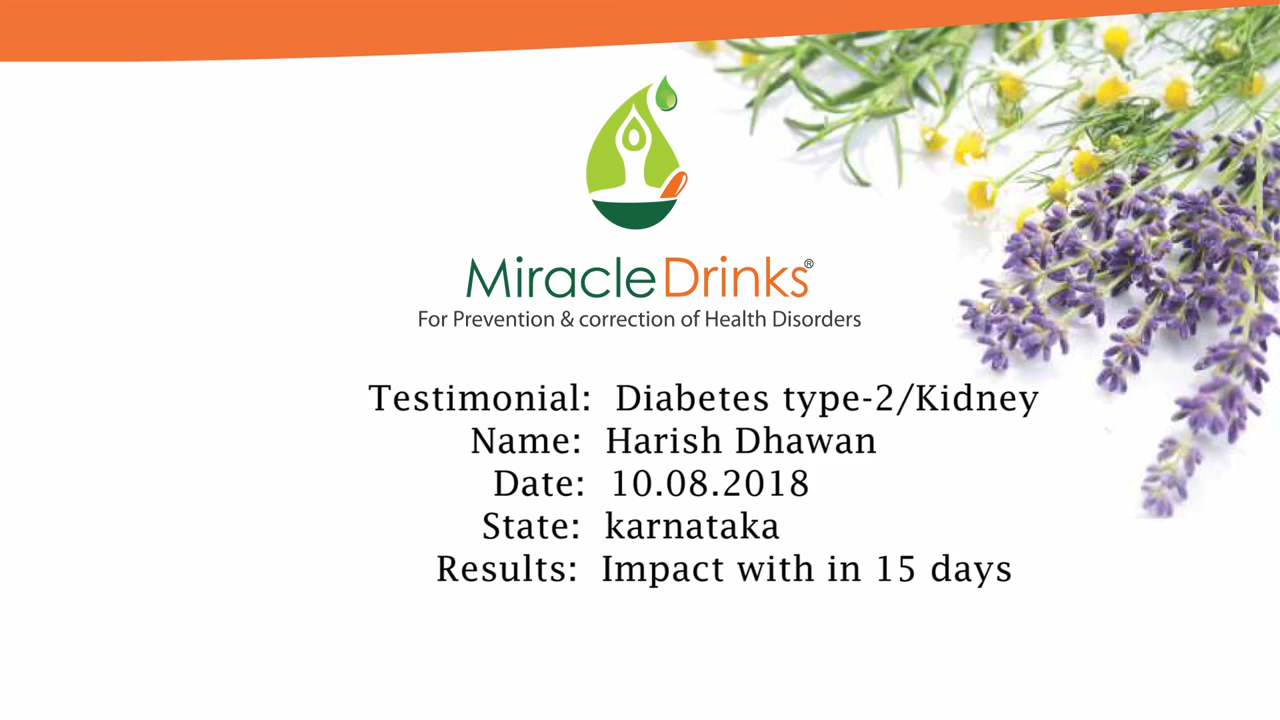 MiracleDrinks®
For Prevention & correction of Health Disorders
Testimonial: Diabetes type-2/Kidney
Name: Harish Dhawan
Date: 10.08.2018
State: karnataka
Results: Impact with in 15 days